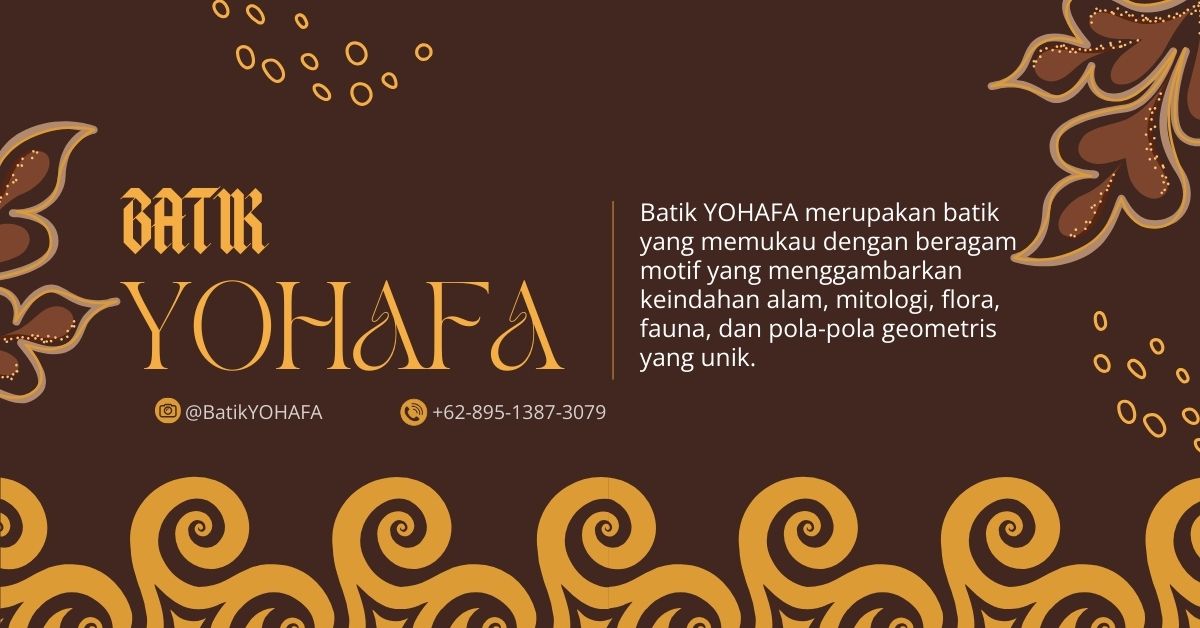 BATIK
YOHAFA
@BatikYOHAFA
+62-895-1387-3079
Batik YOHAFA merupakan batik
yang memukau dengan beragam
motif yang menggambarkan
keindahan alam, mitologi, flora,
fauna, dan pola-pola geometris
yang unik.